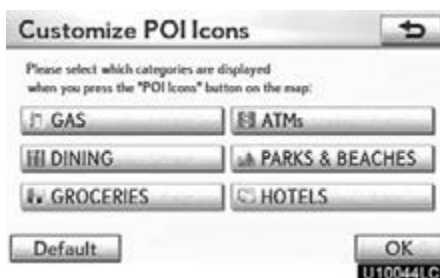 Customize POI Icons
Please select which categories are displayed
when you press the "POI Icons" button on the map:
GAS
ATMs
DINING
PARKS & BEACHES
GROCERIES
HOTELS
Default
OK
U10044LC